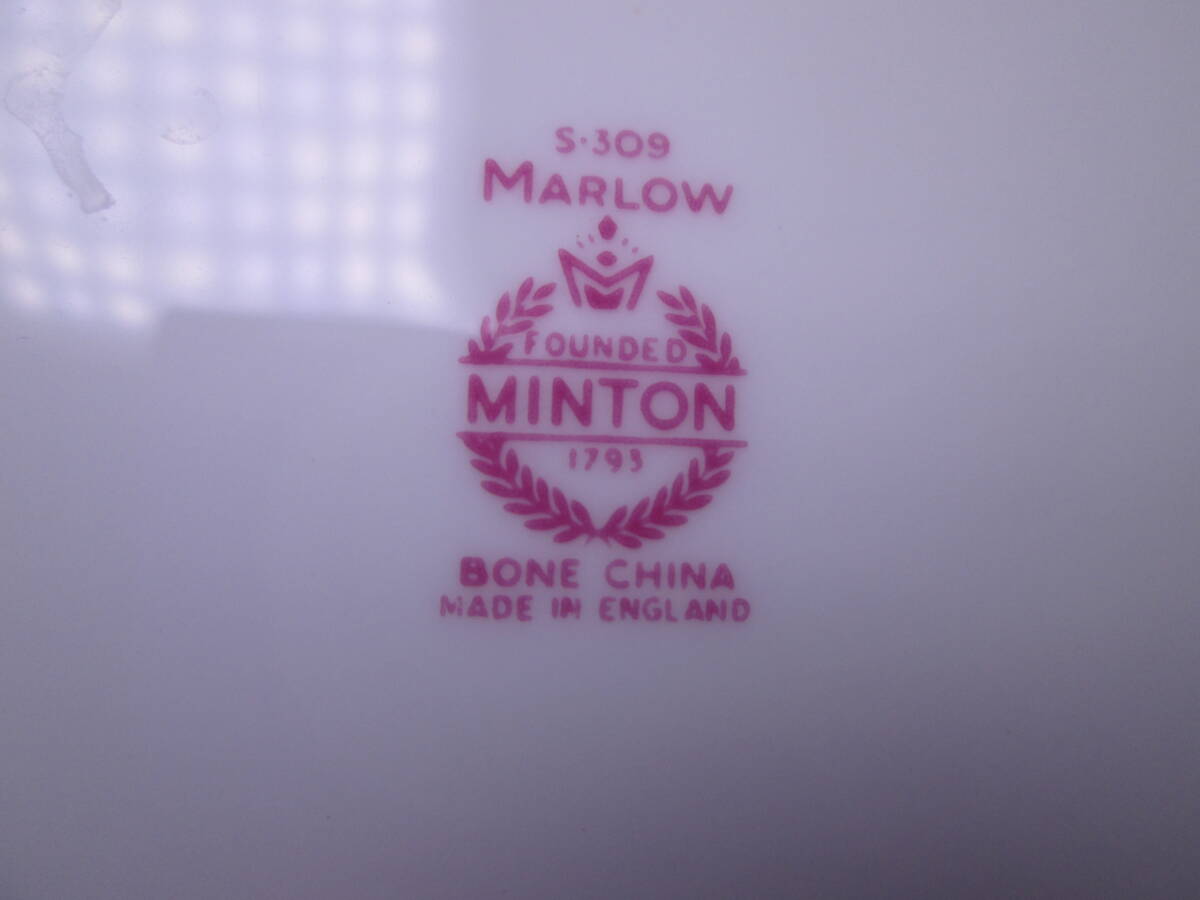 S·309
MARLOW
FOUNDED
MINTON
1793
BONE CHINA
MADE IN ENGLAND